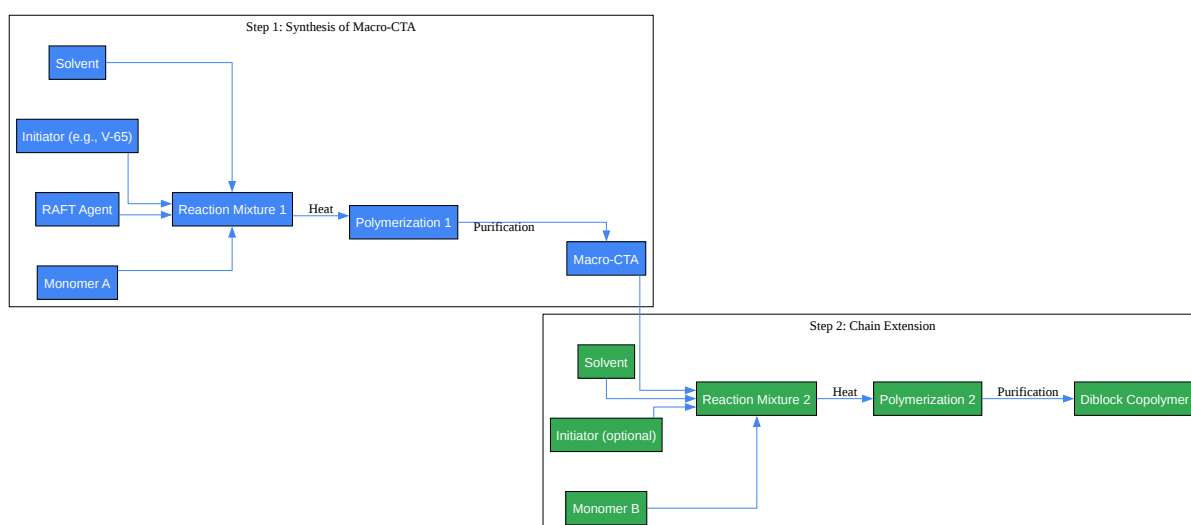 Step 1: Synthesis of Macro-CTA
Solvent
Initiator (e.g., V-65)
RAFT Agent
Reaction Mixture 1
Heat
Polymerization 1
Purification
Monomer A
Macro-CTA
Step 2: Chain Extension
Solvent
Reaction Mixture 2
Heat
Polymerization 2
Purification
Diblock Copolymer
Initiator (optional)
Monomer B